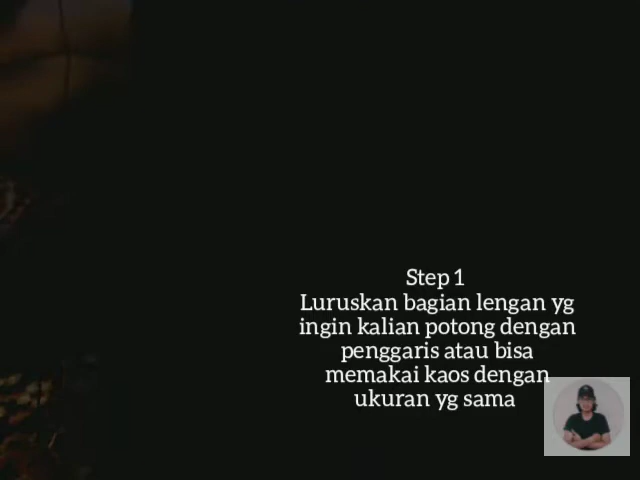 Step 1
Luruskan bagian lengan yg
ingin kalian potong dengan
penggaris atau bisa
memakai kaos dengan
ukuran yg sama